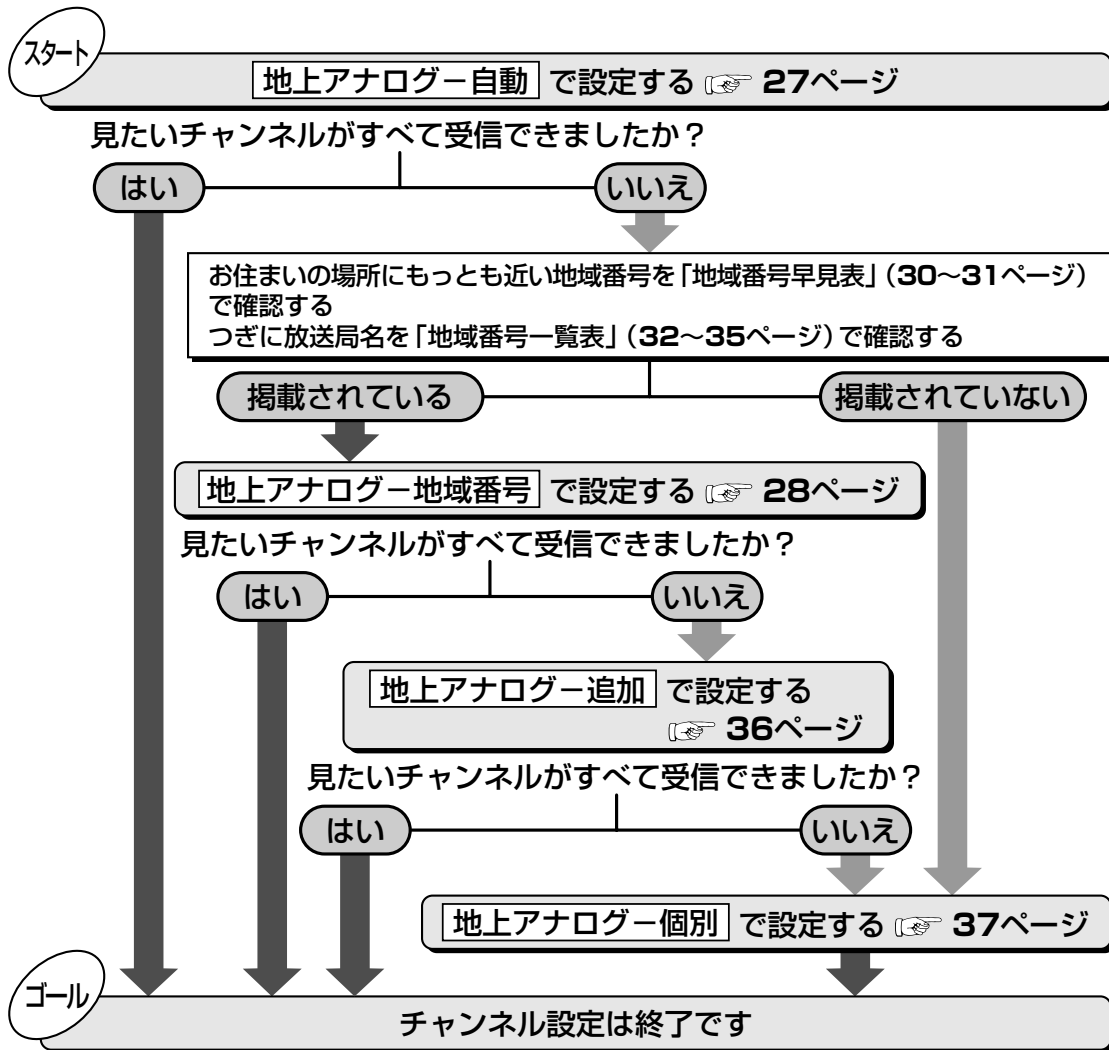 スタート
地上アナログー自動 で設定する ☞ 27ページ
見たいチャンネルがすべて受信できましたか？
はい
いいえ
お住まいの場所にもっとも近い地域番号を「地域番号早見表」（30～31ページ）
で確認する
つぎに放送局名を「地域番号一覧表」（32～35ページ）で確認する
掲載されている
掲載されていない
地上アナログー地域番号 で設定する ☞ 28ページ
見たいチャンネルがすべて受信できましたか？
はい
いいえ
地上アナログー追加 で設定する
☞ 36ページ
見たいチャンネルがすべて受信できましたか？
はい
いいえ
地上アナログー個別 で設定する ☞ 37ページ
ゴール
チャンネル設定は終了です